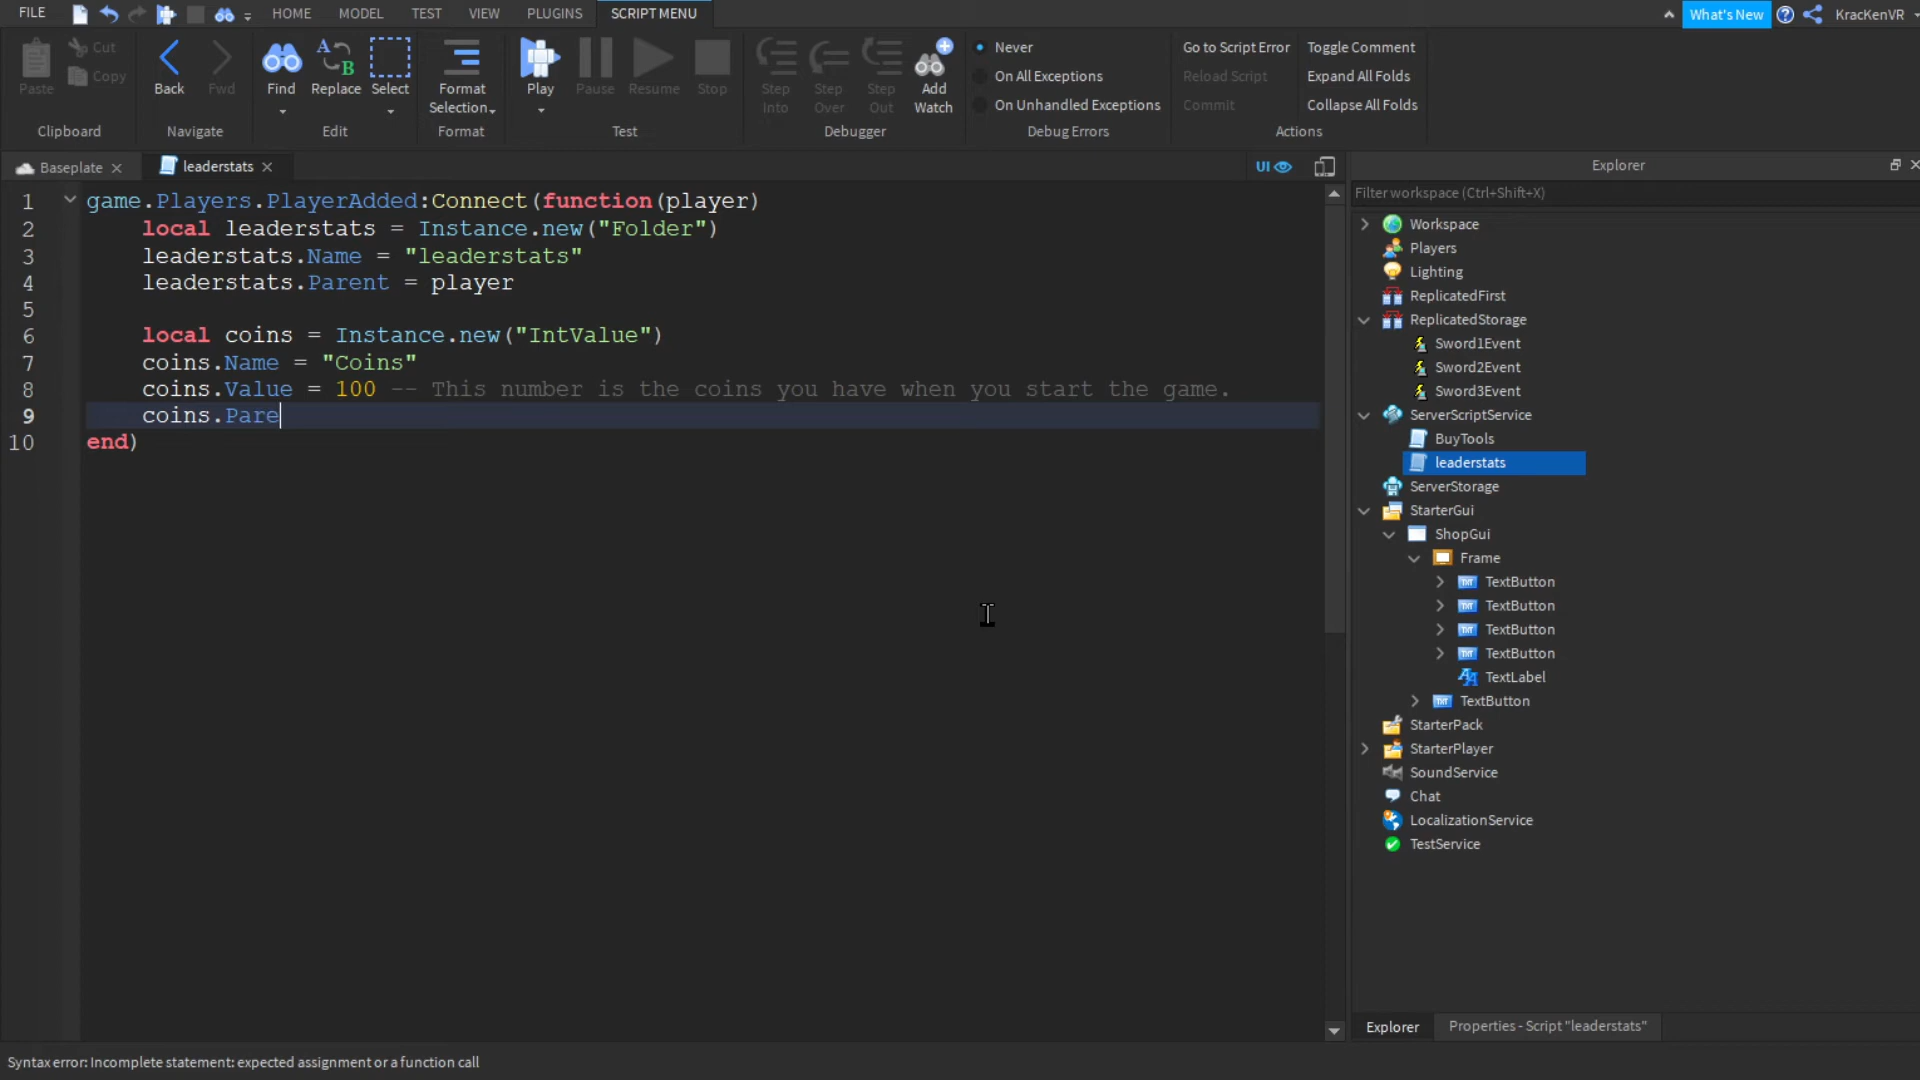 FILE HOME MODEL TEST VIEW PLUGINS SCRIPT MENU What's New KracKenVR
Paste Cut Copy Back Fwd Find Replace Select Format Selection Play Pause Resume Stop Step Into Step Over Step Out Add Watch
Never Go to Script Error Toggle Comment
On All Exceptions Reload Script Expand All Folds
On Unhandled Exceptions Commit Collapse All Folds
Clipboard Navigate Edit Format Test Debugger Debug Errors Actions
Baseplate leaderstats UI
1 game.Players.PlayerAdded:Connect(function(player)
2 local leaderstats = Instance.new("Folder")
3 leaderstats.Name = "leaderstats"
4 leaderstats.Parent = player
5
6 local coins = Instance.new("IntValue")
7 coins.Name = "Coins"
8 coins.Value = 100 -- This number is the coins you have when you start the game.
9 coins.Pare
10 end)
Explorer
Filter workspace (Ctrl+Shift+X)
Workspace
Players
Lighting
ReplicatedFirst
ReplicatedStorage
Sword1Event
Sword2Event
Sword3Event
ServerScriptService
BuyTools
leaderstats
ServerStorage
StarterGui
ShopGui
Frame
TextButton
TextButton
TextButton
TextButton
TextLabel
TextButton
StarterPack
StarterPlayer
SoundService
Chat
LocalizationService
TestService
Explorer Properties - Script "leaderstats"
Syntax error: Incomplete statement: expected assignment or a function call